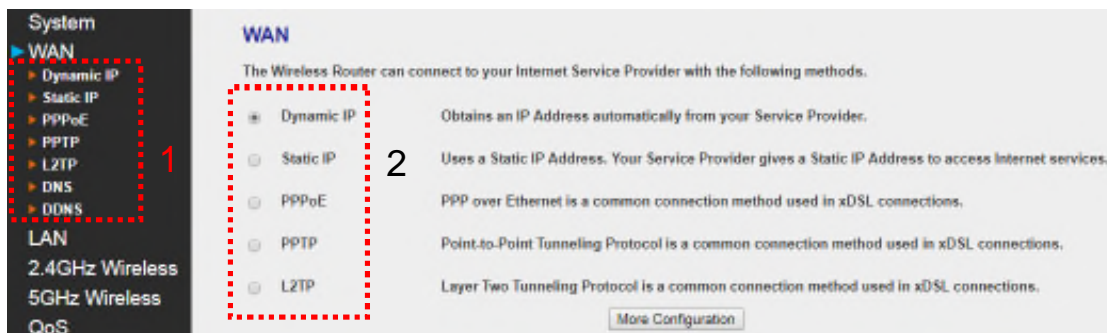 System
WAN
Dynamic IP
Static IP
PPPoE
PPTP
L2TP
DNS
DDNS
1
LAN
2.4GHz Wireless
5GHz Wireless
QoS
WAN
The Wireless Router can connect to your Internet Service Provider with the following methods.
2
Dynamic IP Obtains an IP Address automatically from your Service Provider.
Static IP Uses a Static IP Address. Your Service Provider gives a Static IP Address to access Internet services.
PPPoE PPP over Ethernet is a common connection method used in xDSL connections.
PPTP Point-to-Point Tunneling Protocol is a common connection method used in xDSL connections.
L2TP Layer Two Tunneling Protocol is a common connection method used in xDSL connections.
More Configuration